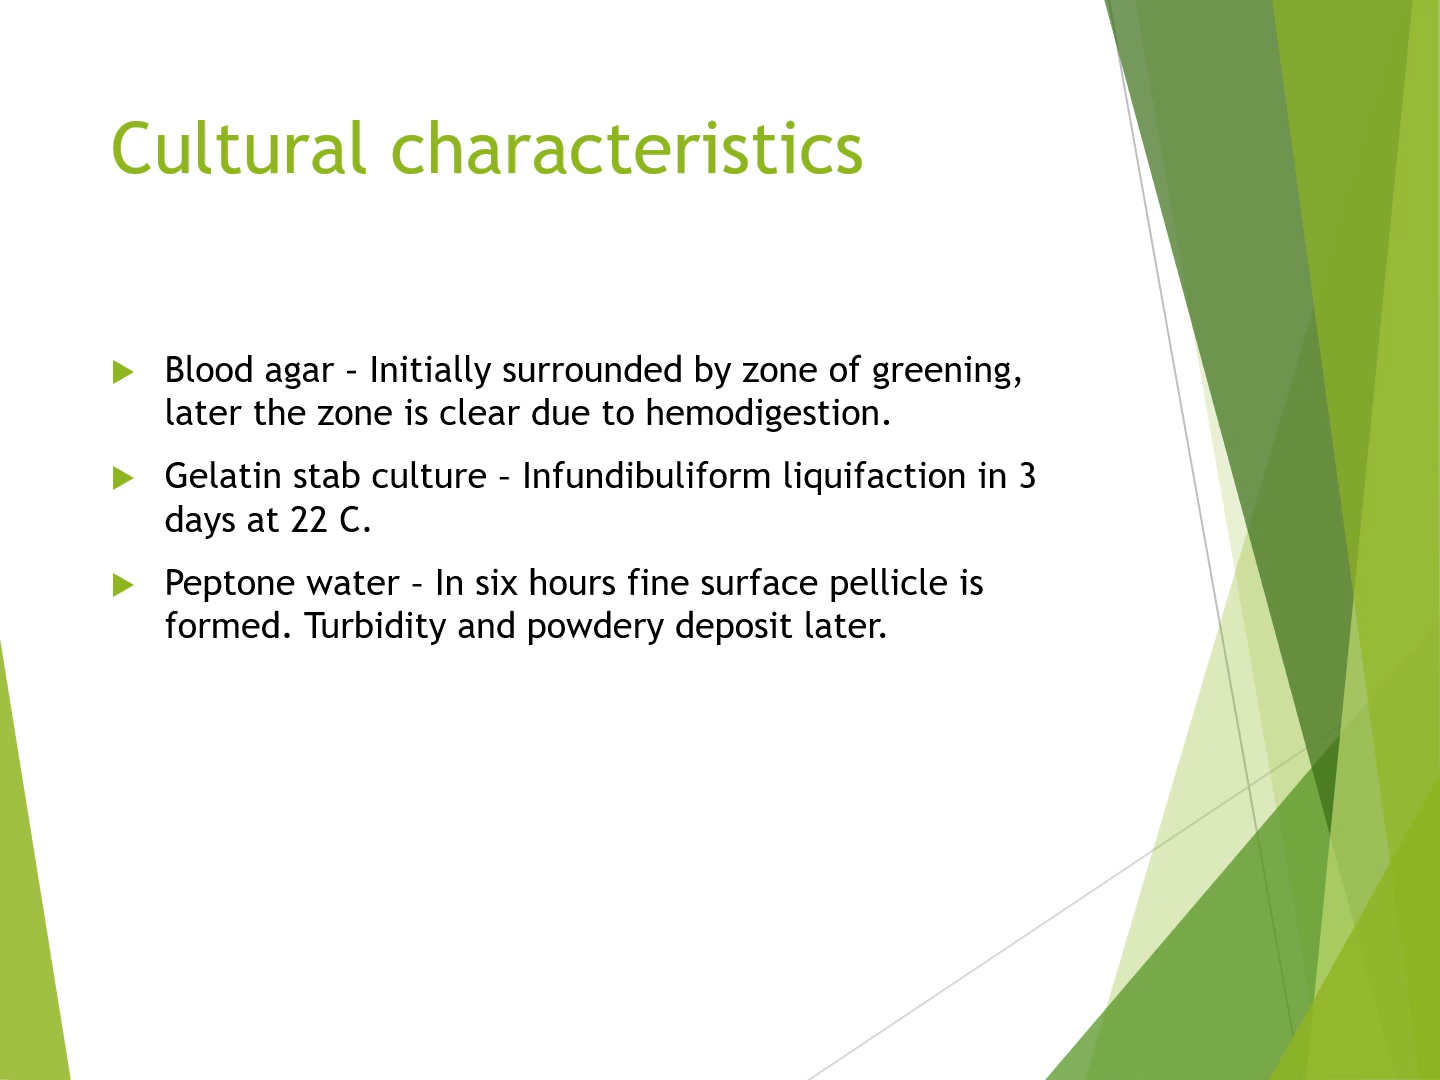 Cultural characteristics
Blood agar – Initially surrounded by zone of greening,
later the zone is clear due to hemodigestion.
Gelatin stab culture – Infundibuliform liquifaction in 3
days at 22 C.
Peptone water – In six hours fine surface pellicle is
formed. Turbidity and powdery deposit later.